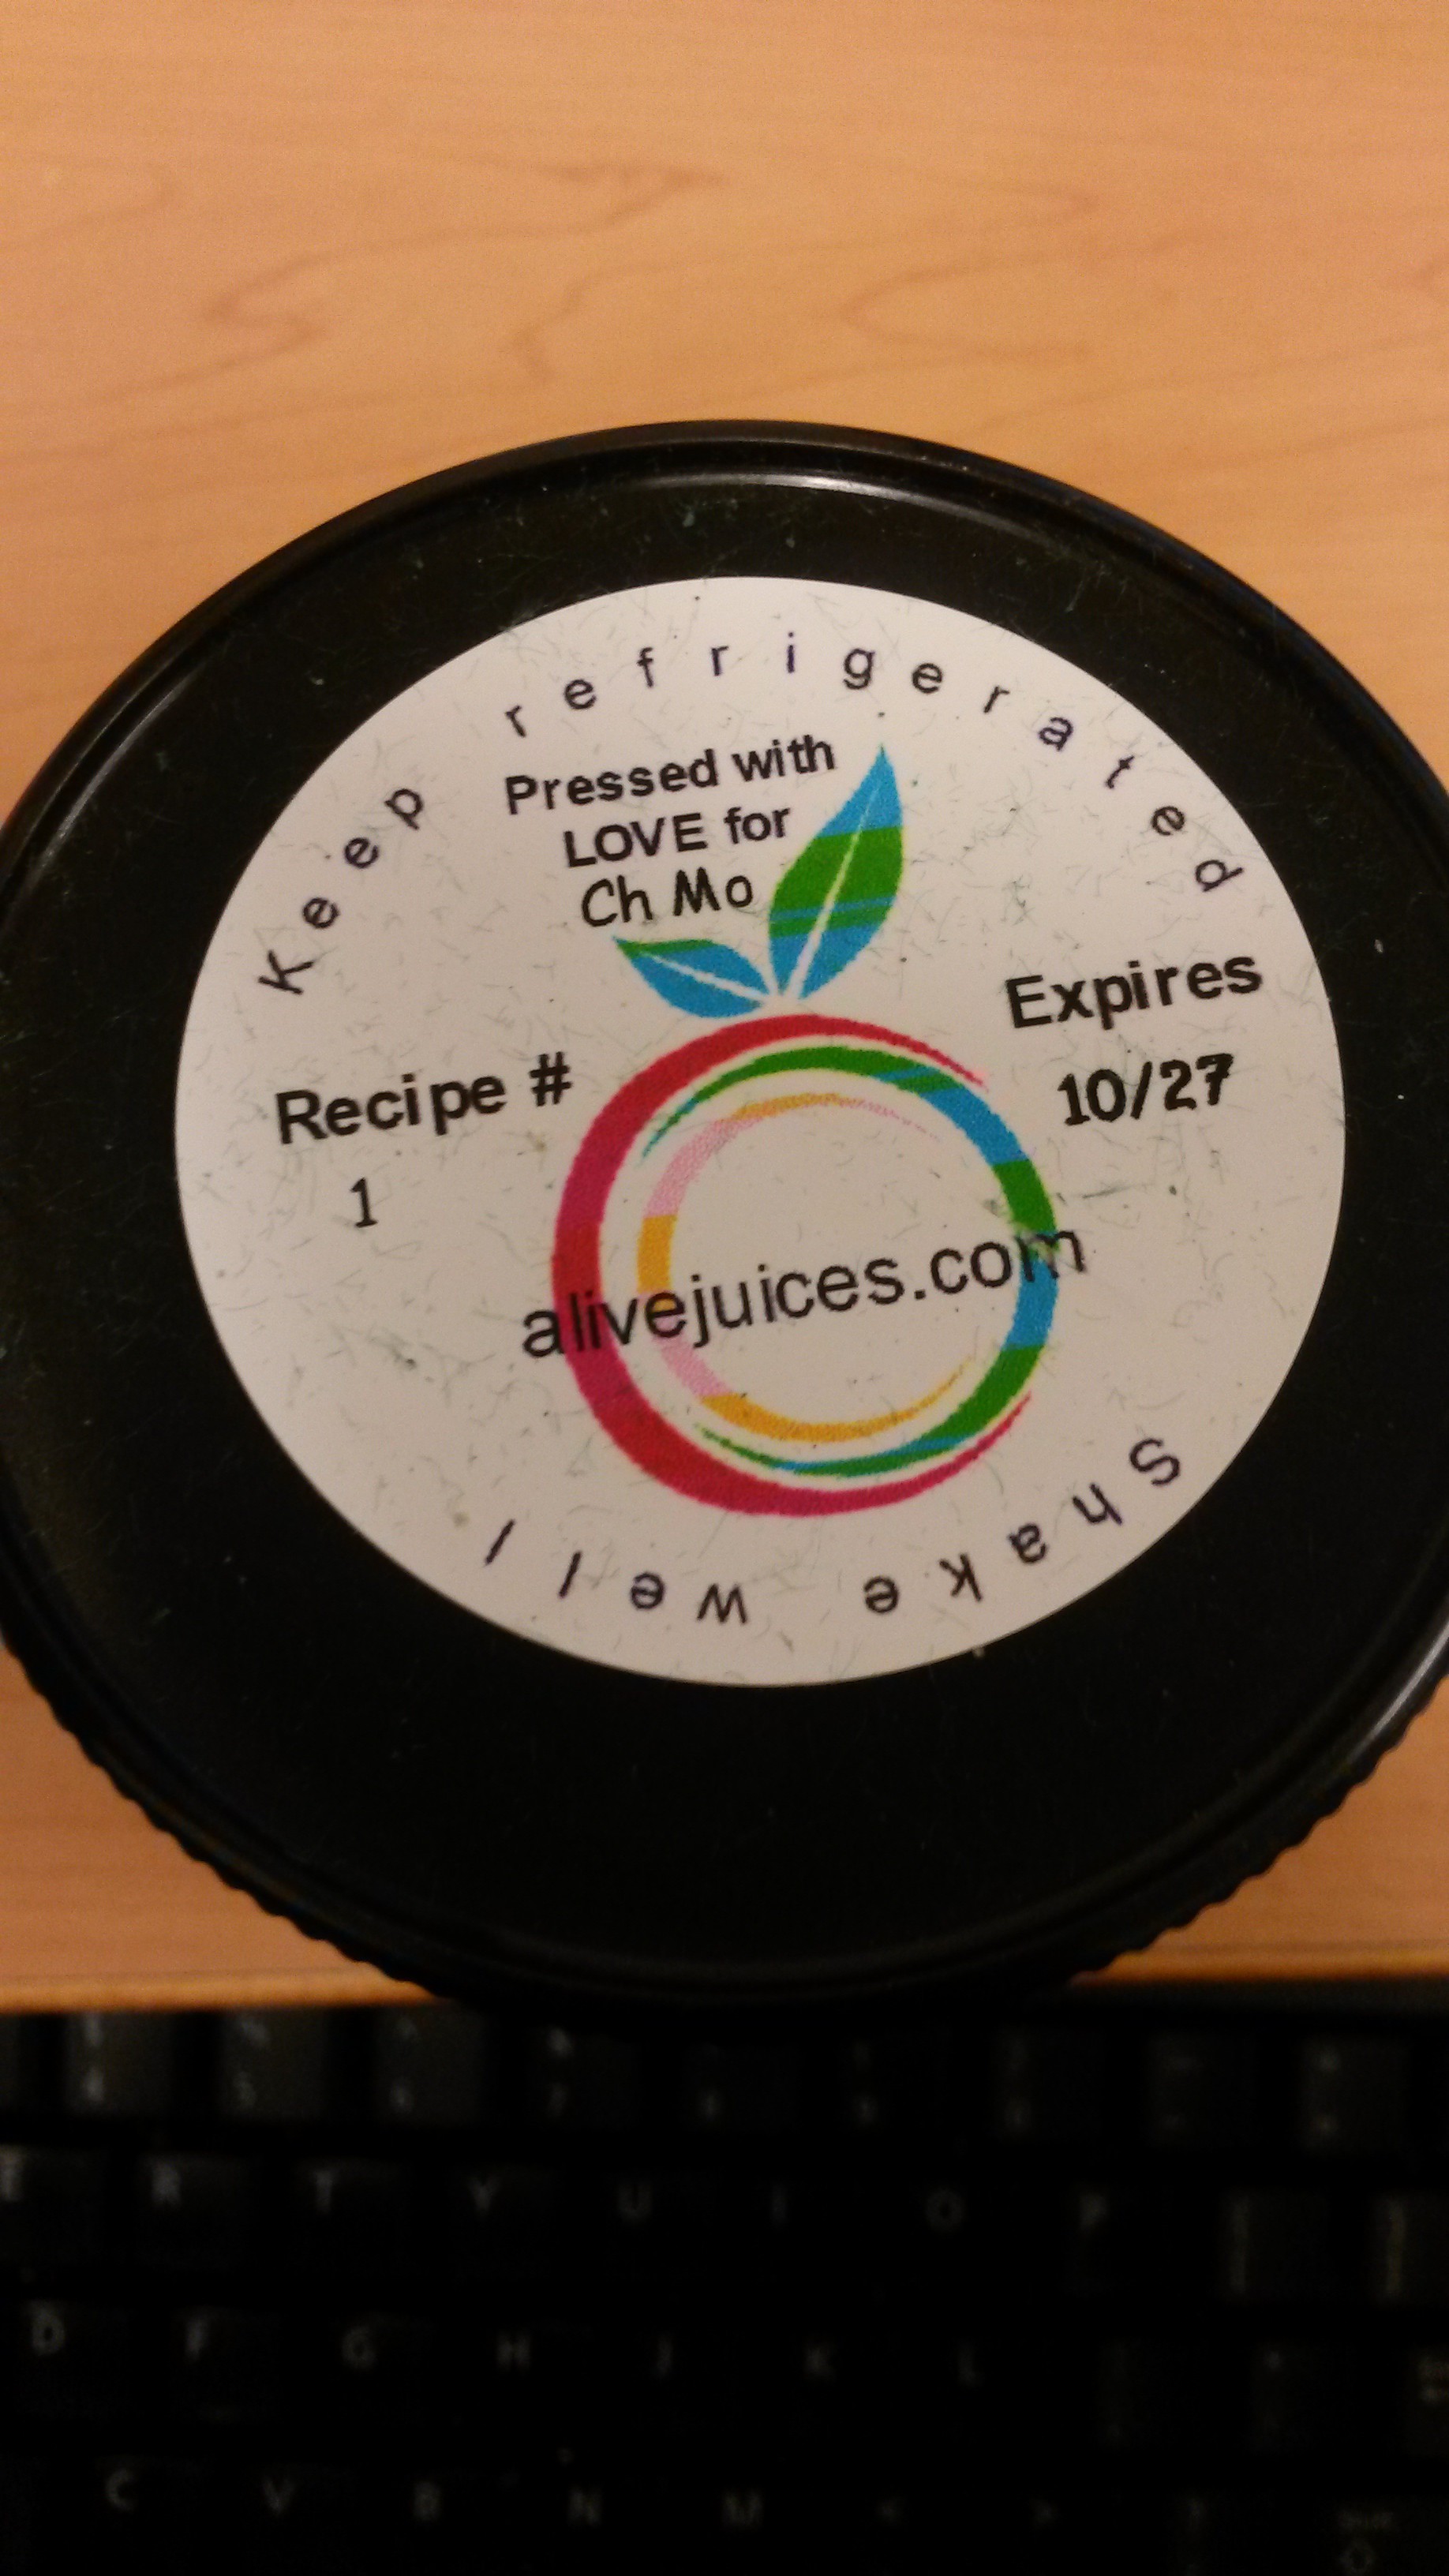 Keep refrigerated
Pressed with
LOVE for
Ch Mo
Expires
10/27
Recipe #
1
alivejuices.com
Shake well
E R T Y U I O P
D F G H J K L
C V B N M < >